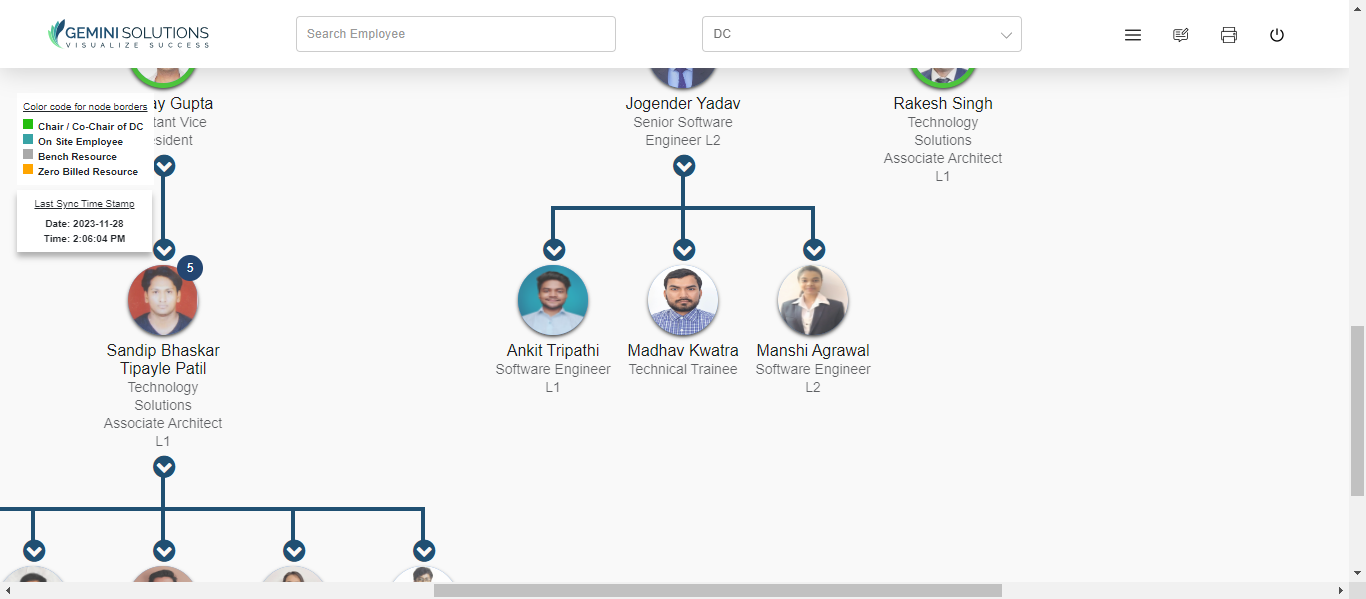 GEMINI SOLUTIONS
VISUALIZE SUCCESS
Search Employee
DC
Color code for node borders
Chair / Co-Chair of DC
On Site Employee
Bench Resource
Zero Billed Resource
Last Sync Time Stamp
Date: 2023-11-28
Time: 2:06:04 PM
ay Gupta
tant Vice
esident
Jogender Yadav
Senior Software
Engineer L2
Rakesh Singh
Technology
Solutions
Associate Architect
L1
5
Sandip Bhaskar
Tipayle Patil
Technology
Solutions
Associate Architect
L1
Ankit Tripathi
Software Engineer
L1
Madhav Kwatra
Technical Trainee
Manshi Agrawal
Software Engineer
L2